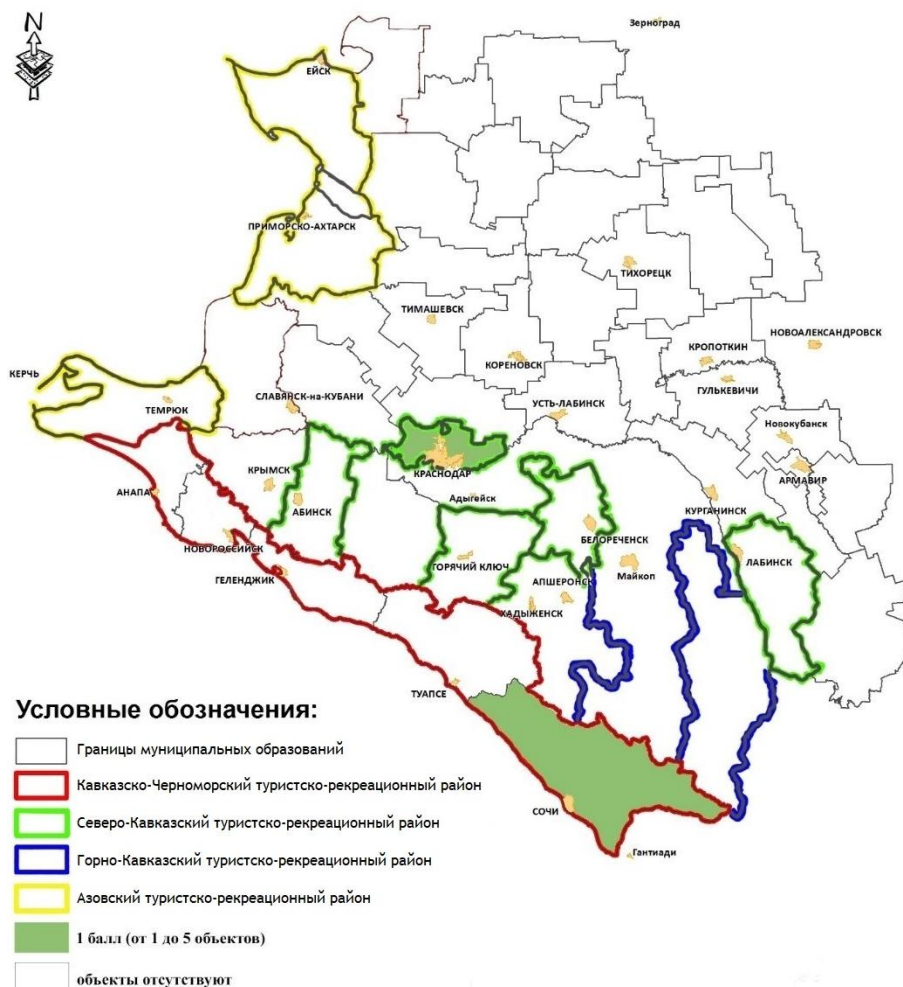 N
Зерноград
ЕЙСК
ПРИМОРСКО-АХТАРСК
ТИХОРЕЦК
ТИМАШЕВСК
НОВОАЛЕКСАНДРОВСК
КРОПОТКИН
КОРЕНОВСК
КЕРЧЬ
ГУЛЬКЕВИЧИ
СЛАВЯНСК-на-КУБАНИ
УСТЬ-ЛАБИНСК
ТЕМРЮК
Новокубанск
КРАСНОДАР
КРЫМСК
АРМАВИР
АНАПА
Адыгейск
КУРГАНИНСК
АБИНСК
БЕЛОРЕЧЕНСК
НОВОРОССИЙСК
ГОРЯЧИЙ КЛЮЧ
ЛАБИНСК
ГЕЛЕНДЖИК
АПШЕРОНСК
Майкоп
ХАДЫЖЕНСК
ТУАПСЕ
СОЧИ
Гантиади
Условные обозначения:
Границы муниципальных образований
Кавказско-Черноморский туристско-рекреационный район
Северо-Кавказский туристско-рекреационный район
Горно-Кавказский туристско-рекреационный район
Азовский туристско-рекреационный район
1 балл (от 1 до 5 объектов)
объекты отсутствуют